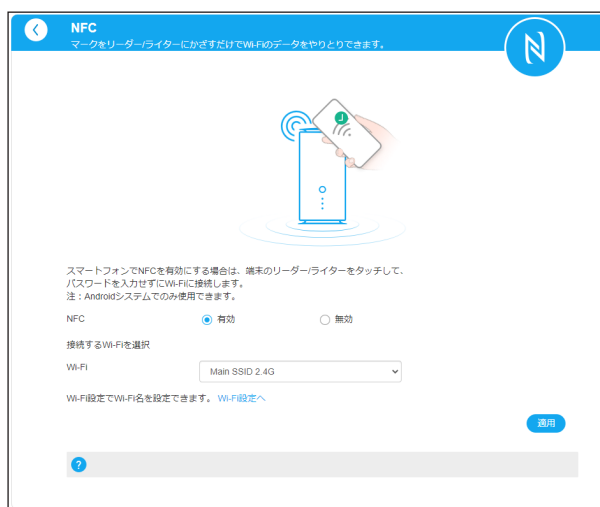 NFC
マークをリーダー/ライターにかざすだけでWi-Fiのデータをやりとりできます。
スマートフォンでNFCを有効にする場合は、端末のリーダー/ライターをタッチして、
パスワードを入力せずにWi-Fiに接続します。
注：Androidシステムでのみ使用できます。
NFC 有効 無効
接続するWi-Fiを選択
Wi-Fi Main SSID 2.4G
Wi-Fi設定でWi-Fi名を設定できます。 Wi-Fi設定へ
適用
?